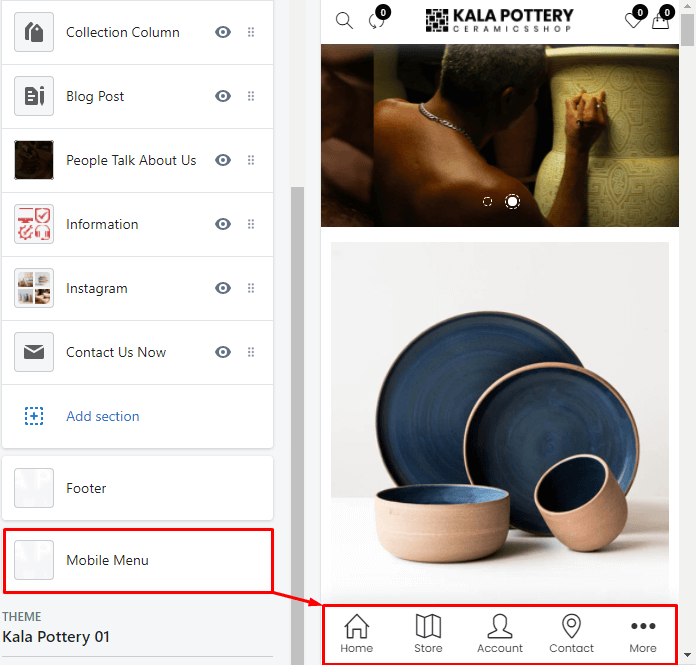 Collection Column
Blog Post
People Talk About Us
Information
Instagram
Contact Us Now
Add section
Footer
Mobile Menu
THEME
Kala Pottery 01
0
KALA POTTERY
CERAMICSSHOP
0
0
Home
Store
Account
Contact
More